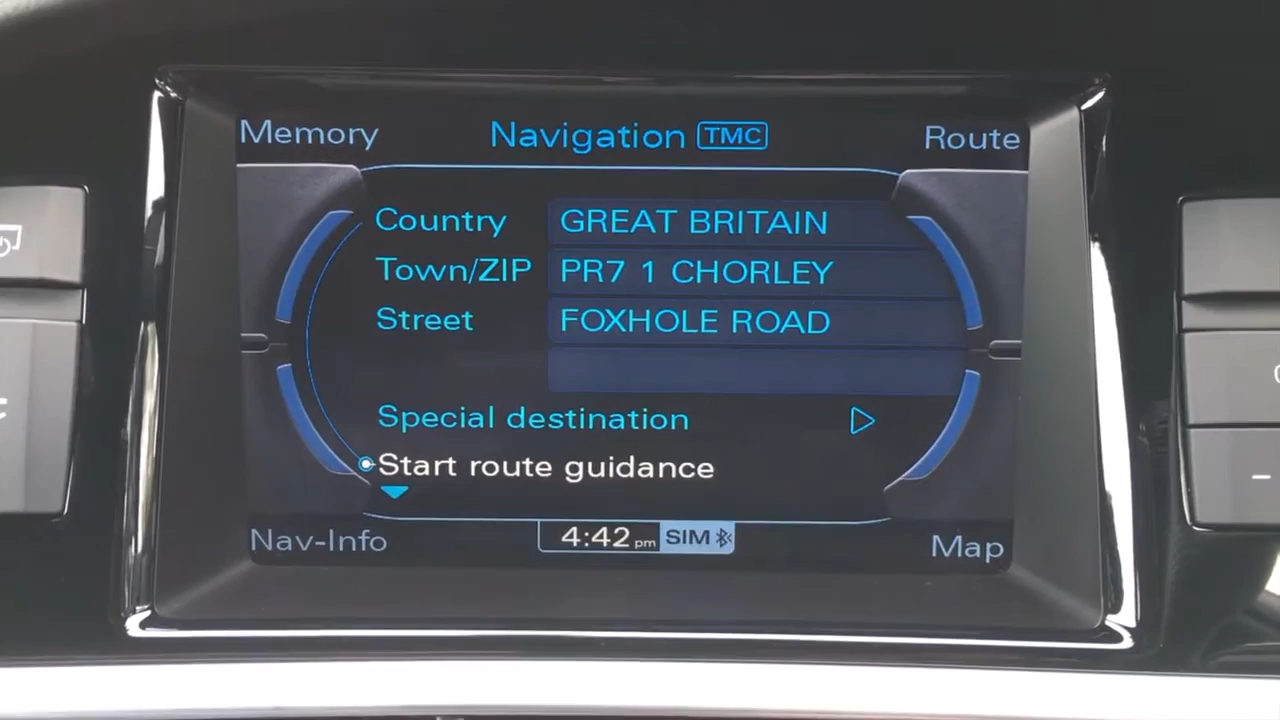 Memory Navigation TMC Route
Country GREAT BRITAIN
Town/ZIP PR7 1 CHORLEY
Street FOXHOLE ROAD
Special destination
Start route guidance
Nav-Info 4:42 pm SIM Map